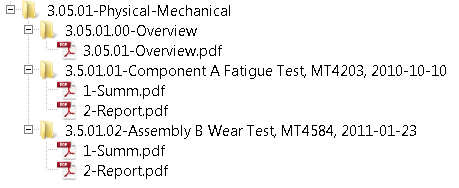 3.05.01-Physical-Mechanical
3.05.01.00-Overview
3.05.01-Overview.pdf
3.5.01.01-Component A Fatigue Test, MT4203, 2010-10-10
1-Summ.pdf
2-Report.pdf
3.5.01.02-Assembly B Wear Test, MT4584, 2011-01-23
1-Summ.pdf
2-Report.pdf